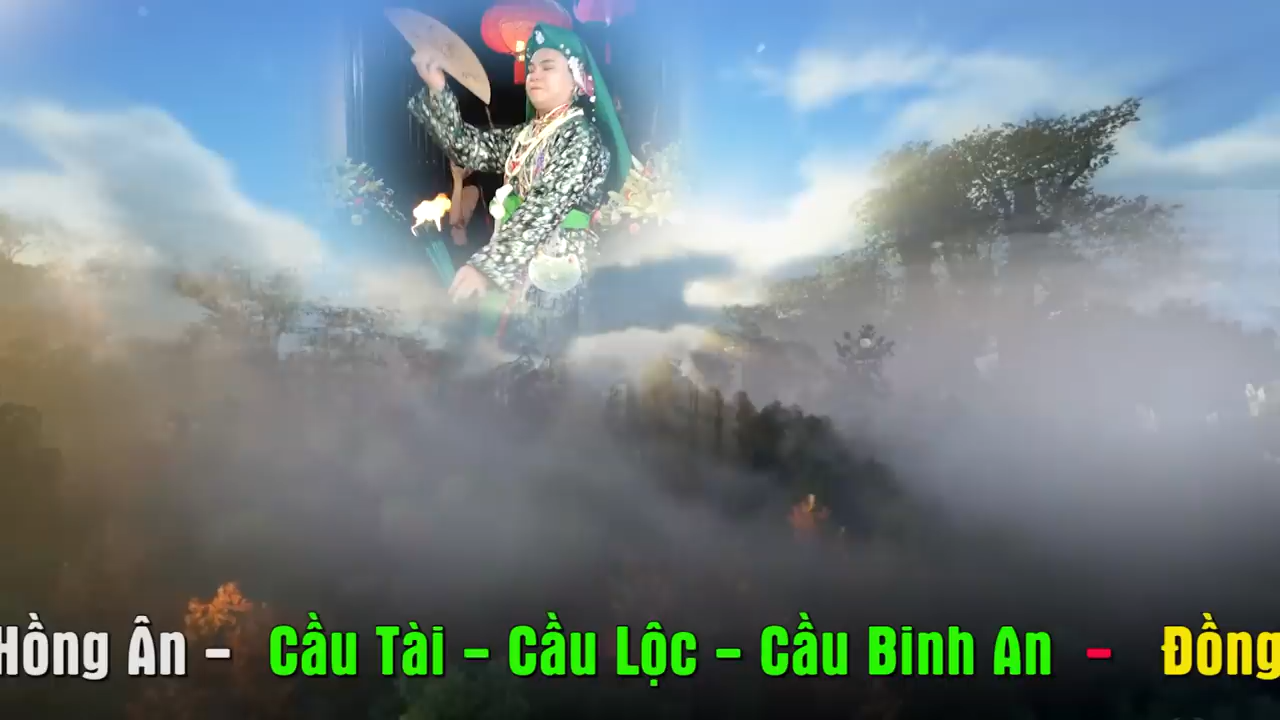 Hồng Ân – Cầu Tài – Cầu Lộc – Cầu Bình An – Đồng